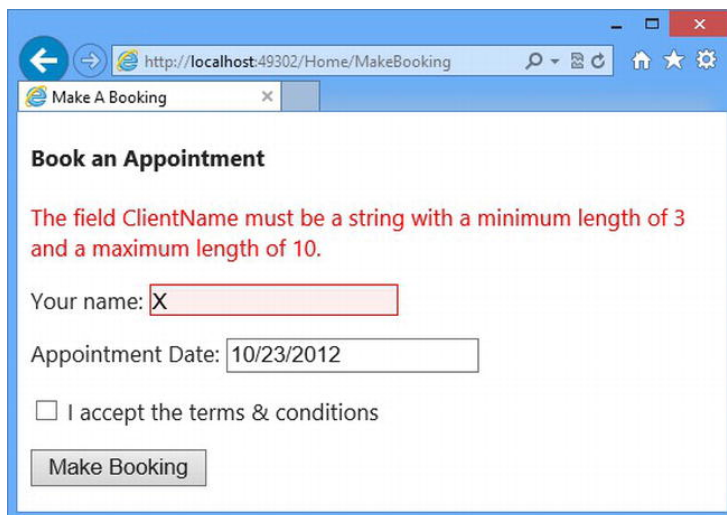 http://localhost:49302/Home/MakeBooking
Make A Booking
Book an Appointment
The field ClientName must be a string with a minimum length of 3
and a maximum length of 10.
Your name: X
Appointment Date: 10/23/2012
I accept the terms & conditions
Make Booking